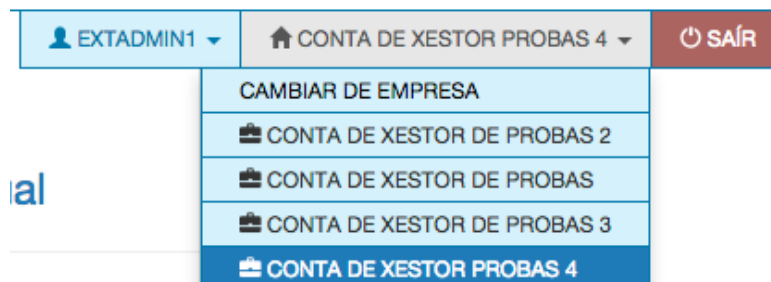 EXTADMIN1 CONTA DE XESTOR PROBAS 4 SAÍR
CAMBIAR DE EMPRESA
CONTA DE XESTOR DE PROBAS 2
CONTA DE XESTOR DE PROBAS
al
CONTA DE XESTOR DE PROBAS 3
CONTA DE XESTOR PROBAS 4